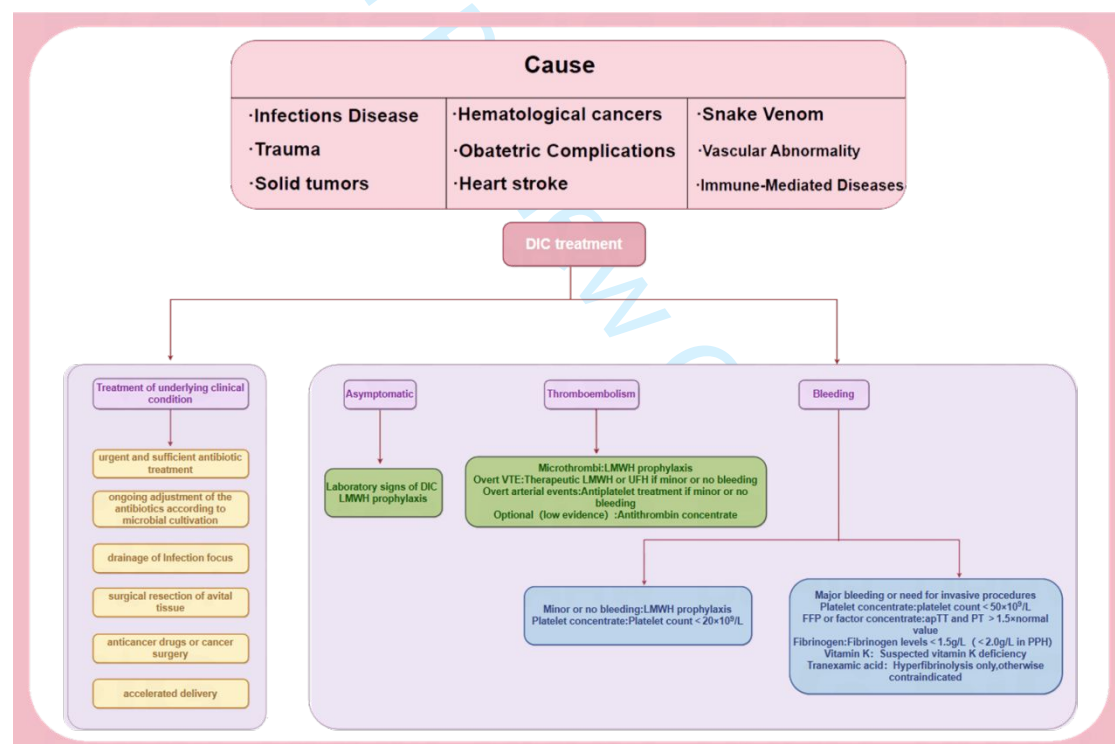 Cause
·Infections Disease
·Trauma
·Solid tumors
·Hematological cancers
·Obatetric Complications
·Heart stroke
·Snake Venom
·Vascular Abnormality
·Immune-Mediated Diseases
DIC treatment
Treatment of underlying clinical
condition
urgent and sufficient antibiotic
treatment
ongoing adjustment of the
antibiotics according to
microbial cultivation
drainage of Infection focus
surgical resection of avital
tissue
anticancer drugs or cancer
surgery
accelerated delivery
Asymptomatic
Laboratory signs of DIC
LMWH prophylaxis
Thromboembolism
Microthrombi:LMWH prophylaxis
Overt VTE:Therapeutic LMWH or UFH if minor or no bleeding
Overt arterial events:Antiplatelet treatment if minor or no
bleeding
Optional（low evidence）:Antithrombin concentrate
Bleeding
Minor or no bleeding:LMWH prophylaxis
Platelet concentrate:Platelet count＜20×10⁹/L
Major bleeding or need for invasive procedures
Platelet concentrate:platelet count＜50×10⁹/L
FFP or factor concentrate:apTT and PT ＞1.5×normal
value
Fibrinogen:Fibrinogen levels＜1.5g/L（＜2.0g/L in PPH）
Vitamin K：Suspected vitamin K deficiency
Tranexamic acid：Hyperfibrinolysis only,otherwise
contraindicated